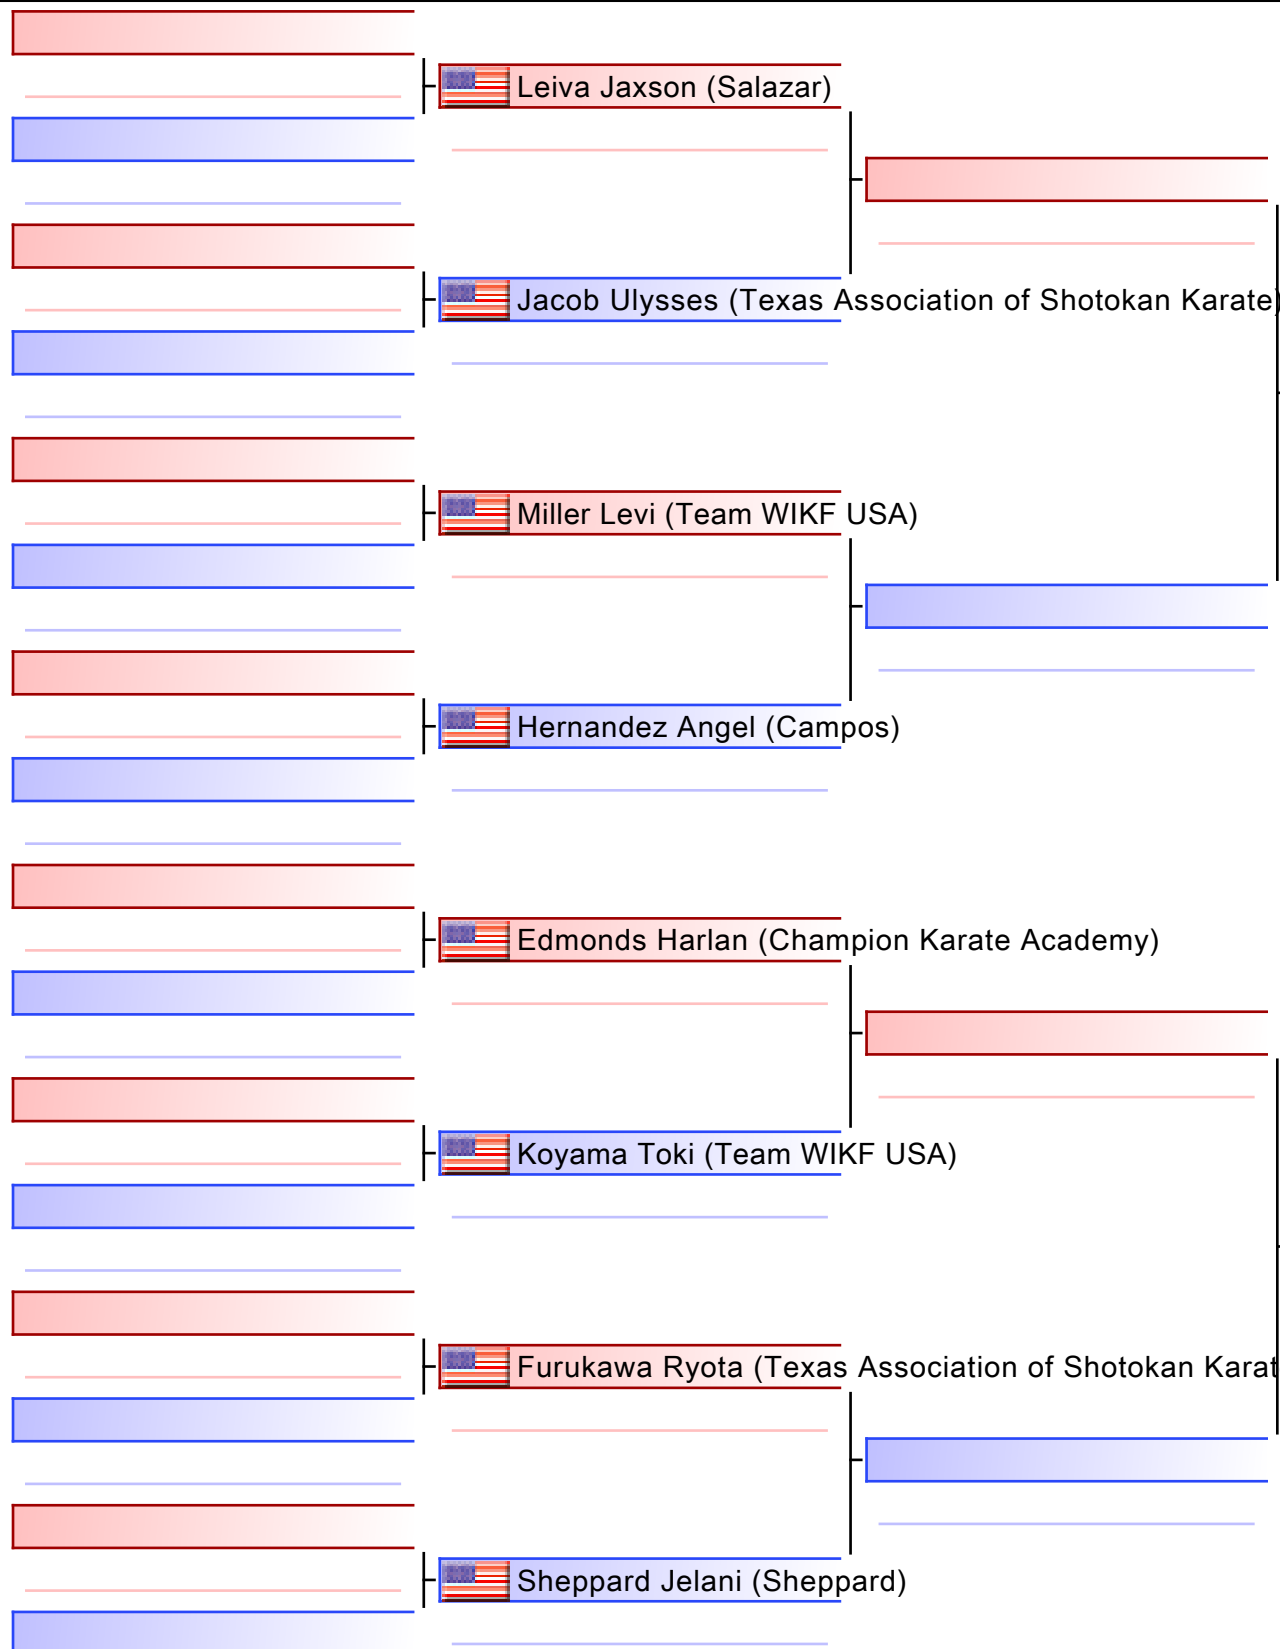 Leiva Jaxson (Salazar)
Jacob Ulysses (Texas Association of Shotokan Karate)
Miller Levi (Team WIKF USA)
Hernandez Angel (Campos)
Edmonds Harlan (Champion Karate Academy)
Koyama Toki (Team WIKF USA)
Furukawa Ryota (Texas Association of Shotokan Karat
Sheppard Jelani (Sheppard)